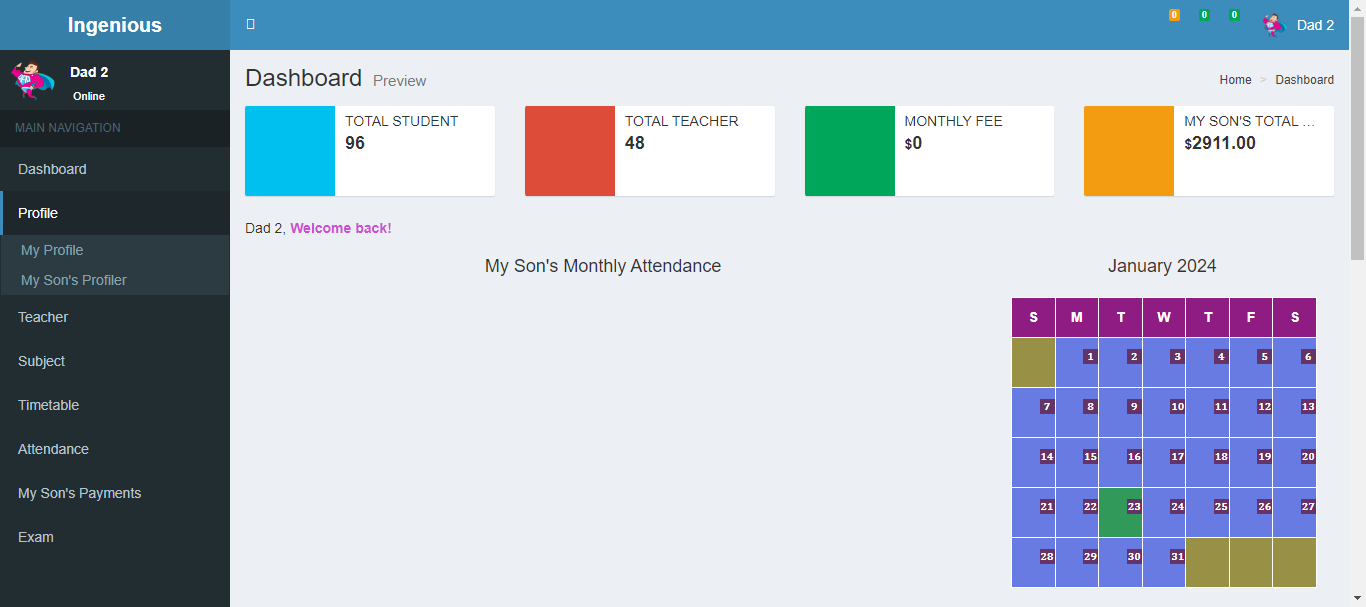 Ingenious
0 0 0 Dad 2
Dad 2
Online
MAIN NAVIGATION
Dashboard
Profile
My Profile
My Son's Profiler
Teacher
Subject
Timetable
Attendance
My Son's Payments
Exam
Dashboard Preview
Home > Dashboard
TOTAL STUDENT
96
TOTAL TEACHER
48
MONTHLY FEE
$0
MY SON'S TOTAL ...
$2911.00
Dad 2, Welcome back!
My Son's Monthly Attendance
January 2024
S M T W T F S
1 2 3 4 5 6
7 8 9 10 11 12 13
14 15 16 17 18 19 20
21 22 23 24 25 26 27
28 29 30 31